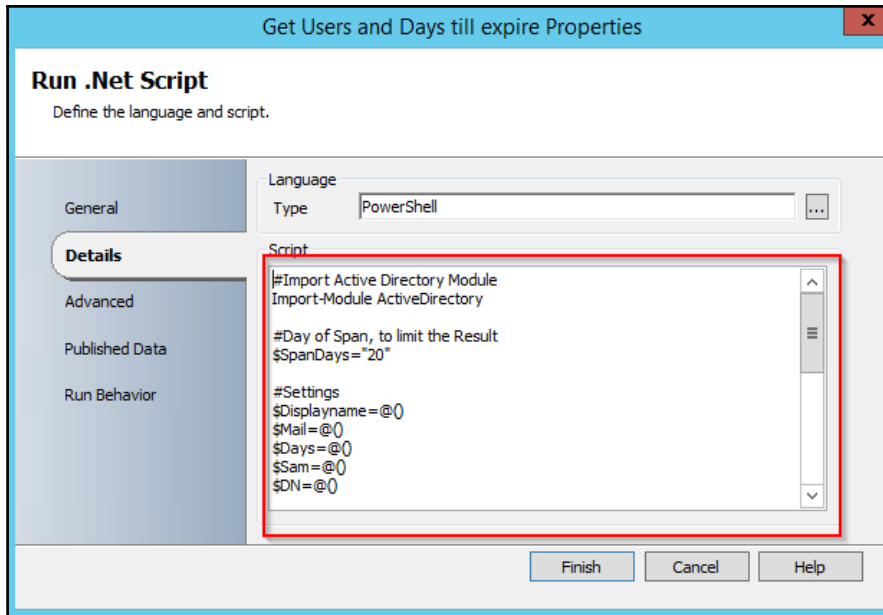 Get Users and Days till expire Properties
x
Run .Net Script
Define the language and script.
General
Details
Advanced
Published Data
Run Behavior
Language
Type
PowerShell
...
Script
#Import Active Directory Module
Import-Module ActiveDirectory
#Day of Span, to limit the Result
$SpanDays="20"
#Settings
$Displayname=@()
$Mail=@()
$Days=@()
$Sam=@()
$DN=@()
Finish
Cancel
Help